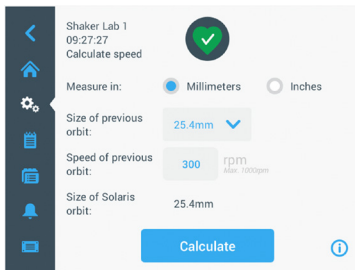 Shaker Lab 1
09:27:27
Calculate speed
Measure in: Millimeters Inches
Size of previous
orbit: 25.4mm
Speed of previous
orbit: 300 rpm
Max: 1000rpm
Size of Solaris
orbit: 25.4mm
Calculate